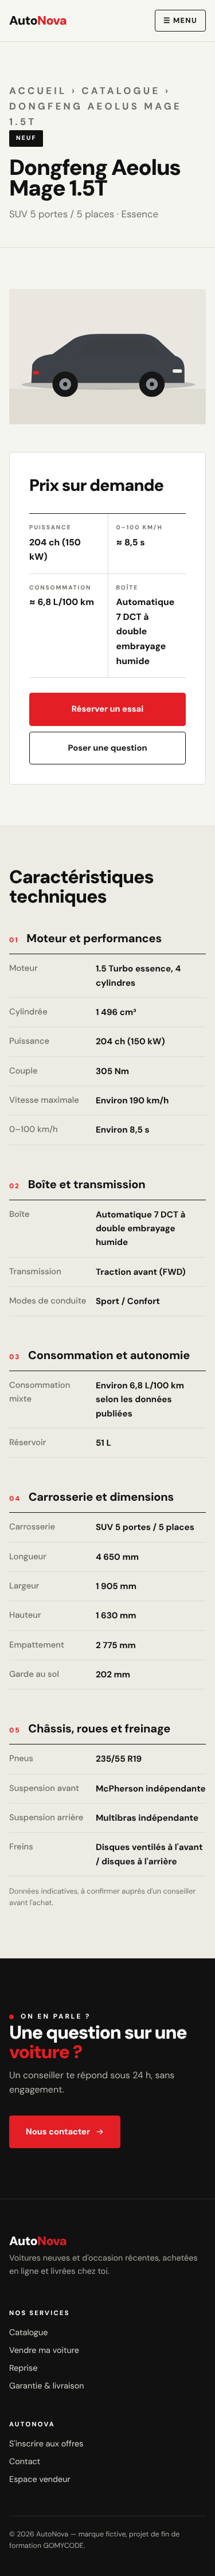 AutoNova
☰ MENU
ACCUEIL › CATALOGUE ›
DONGFENG AEOLUS MAGE
1.5T
NEUF
Dongfeng Aeolus
Mage 1.5T
SUV 5 portes / 5 places · Essence
Prix sur demande
PUISSANCE
204 ch (150
kW)
0–100 KM/H
≈ 8,5 s
CONSOMMATION
≈ 6,8 L/100 km
BOÎTE
Automatique
7 DCT à
double
embrayage
humide
Réserver un essai
Poser une question
Caractéristiques
techniques
01 Moteur et performances
Moteur 1.5 Turbo essence, 4
cylindres
Cylindrée 1 496 cm³
Puissance 204 ch (150 kW)
Couple 305 Nm
Vitesse maximale Environ 190 km/h
0–100 km/h Environ 8,5 s
02 Boîte et transmission
Boîte Automatique 7 DCT à
double embrayage
humide
Transmission Traction avant (FWD)
Modes de conduite Sport / Confort
03 Consommation et autonomie
Consommation
mixte
Environ 6,8 L/100 km
selon les données
publiées
Réservoir 51 L
04 Carrosserie et dimensions
Carrosserie SUV 5 portes / 5 places
Longueur 4 650 mm
Largeur 1 905 mm
Hauteur 1 630 mm
Empattement 2 775 mm
Garde au sol 202 mm
05 Châssis, roues et freinage
Pneus 235/55 R19
Suspension avant McPherson indépendante
Suspension arrière Multibras indépendante
Freins Disques ventilés à l'avant
/ disques à l'arrière
Données indicatives, à confirmer auprès d'un conseiller
avant l'achat.
ON EN PARLE ?
Une question sur une
voiture ?
Un conseiller te répond sous 24 h, sans
engagement.
Nous contacter →
AutoNova
Voitures neuves et d'occasion récentes, achetées
en ligne et livrées chez toi.
NOS SERVICES
Catalogue
Vendre ma voiture
Reprise
Garantie & livraison
AUTONOVA
S'inscrire aux offres
Contact
Espace vendeur
© 2026 AutoNova — marque fictive, projet de fin de
formation GOMYCODE.